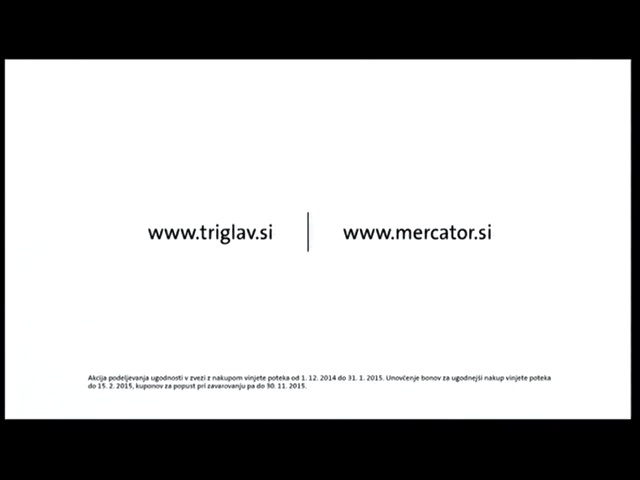 www.triglav.si | www.mercator.si
Akcija podeljevanja ugodnosti v zvezi z nakupom vinjete poteka od 1. 12. 2014 do 31. 1. 2015. Unovčenje bonov za ugodnejši nakup vinjete poteka
do 15. 2. 2015, kuponov za popust pri zavarovanju pa do 30. 11. 2015.